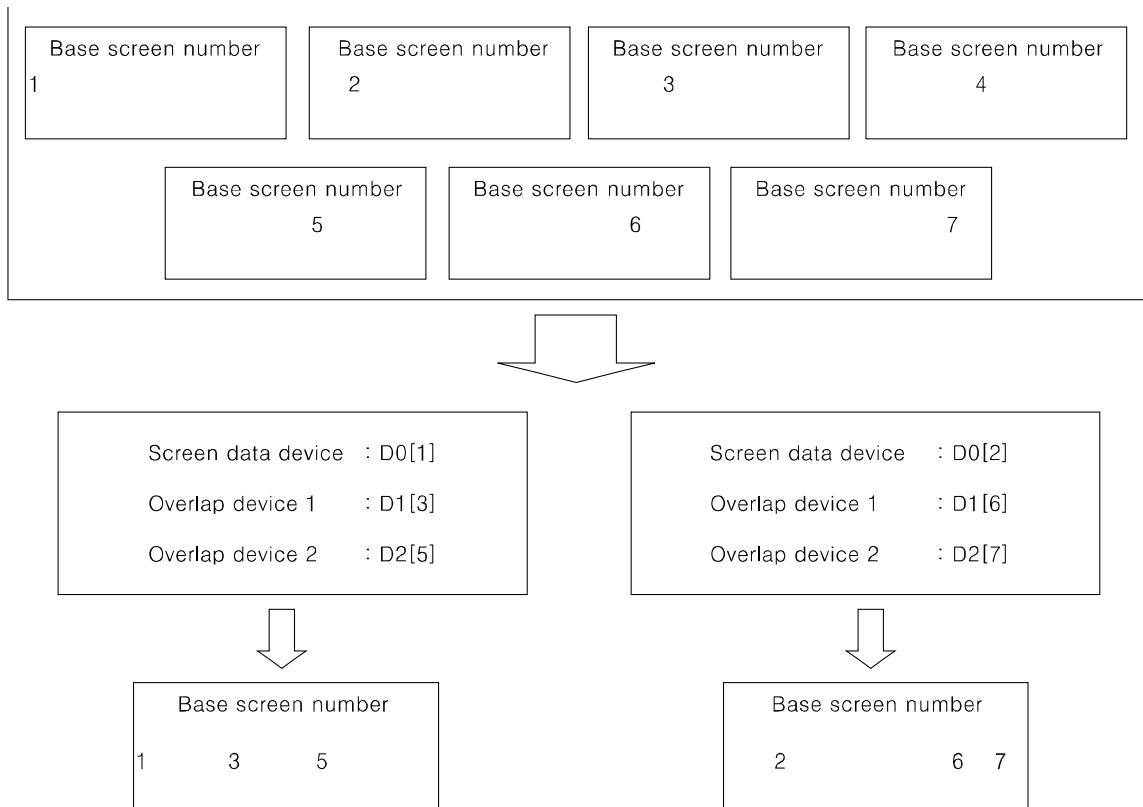 Base screen number
1
Base screen number
2
Base screen number
3
Base screen number
4
Base screen number
5
Base screen number
6
Base screen number
7
Screen data device : D0[1]
Overlap device 1 : D1[3]
Overlap device 2 : D2[5]
Screen data device : D0[2]
Overlap device 1 : D1[6]
Overlap device 2 : D2[7]
Base screen number
1 3 5
Base screen number
2 6 7